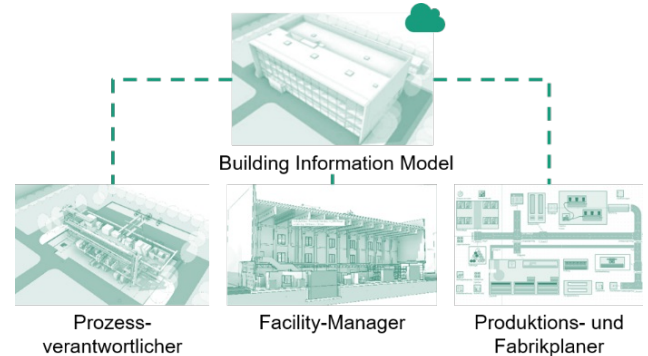 Building Information Model
Prozess-
verantwortlicher
Facility-Manager
Produktions- und
Fabrikplaner